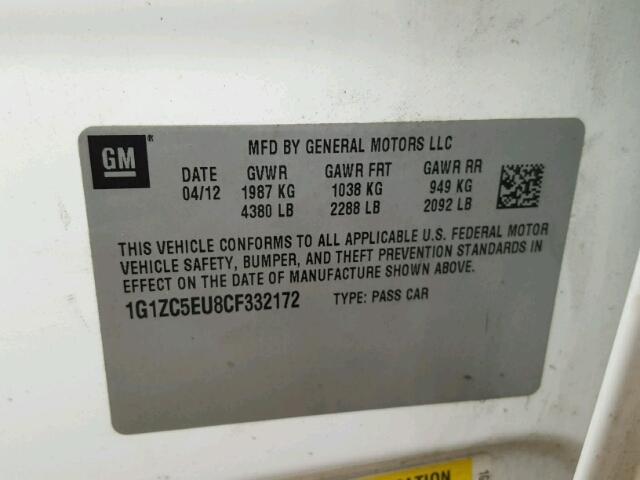 GM®
MFD BY GENERAL MOTORS LLC
DATE GVWR GAWR FRT GAWR RR
04/12 1987 KG 1038 KG 949 KG
4380 LB 2288 LB 2092 LB
THIS VEHICLE CONFORMS TO ALL APPLICABLE U.S. FEDERAL MOTOR
VEHICLE SAFETY, BUMPER, AND THEFT PREVENTION STANDARDS IN
EFFECT ON THE DATE OF MANUFACTURE SHOWN ABOVE.
1G1ZC5EU8CF332172 TYPE: PASS CAR